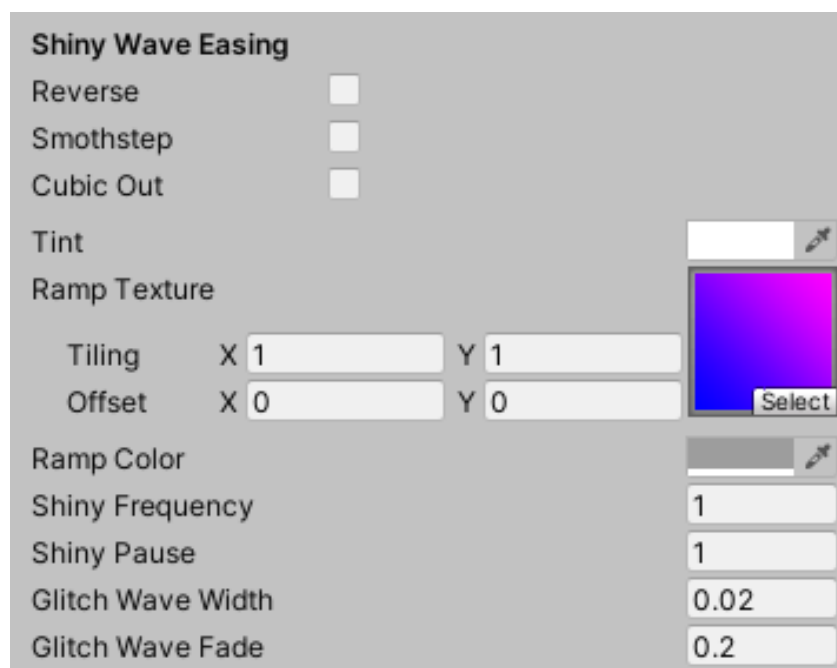 Shiny Wave Easing
Reverse
Smothstep
Cubic Out
Tint
Ramp Texture
Tiling X 1 Y 1
Offset X 0 Y 0
Select
Ramp Color
Shiny Frequency 1
Shiny Pause 1
Glitch Wave Width 0.02
Glitch Wave Fade 0.2